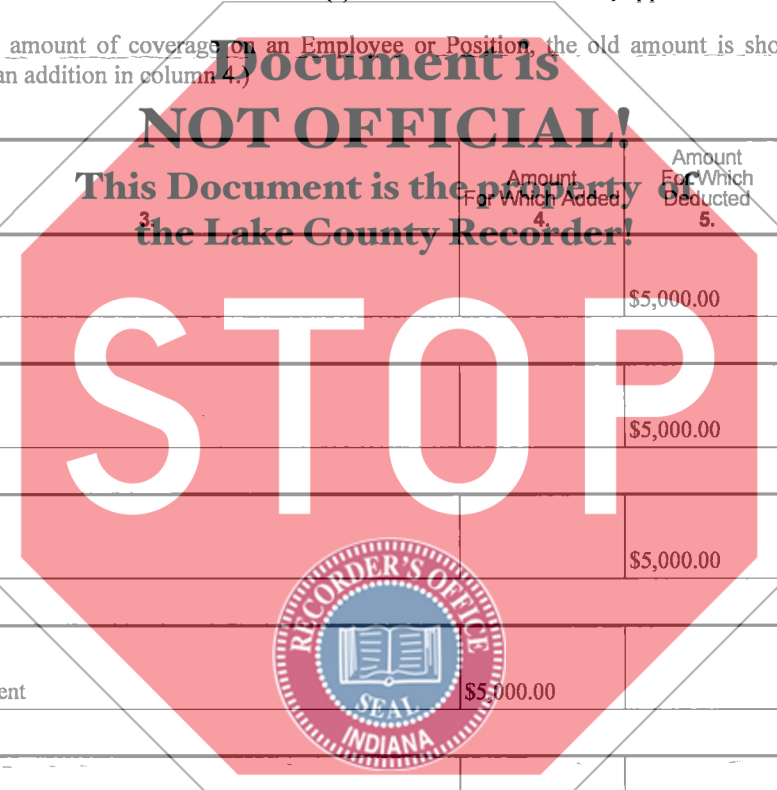 amount of coverage on an Employee or Position, the old amount is
an addition in column 4.)
Document is
NOT OFFICIAL!
This Document is the property of
the Lake County Recorder!
3.
Amount
For Which Added
4.
Amount
For Which
Deducted
5.
$5,000.00
STOP
$5,000.00
$5,000.00
RECORDER'S OFFICE
SEAL
INDIANA
$5,000.00